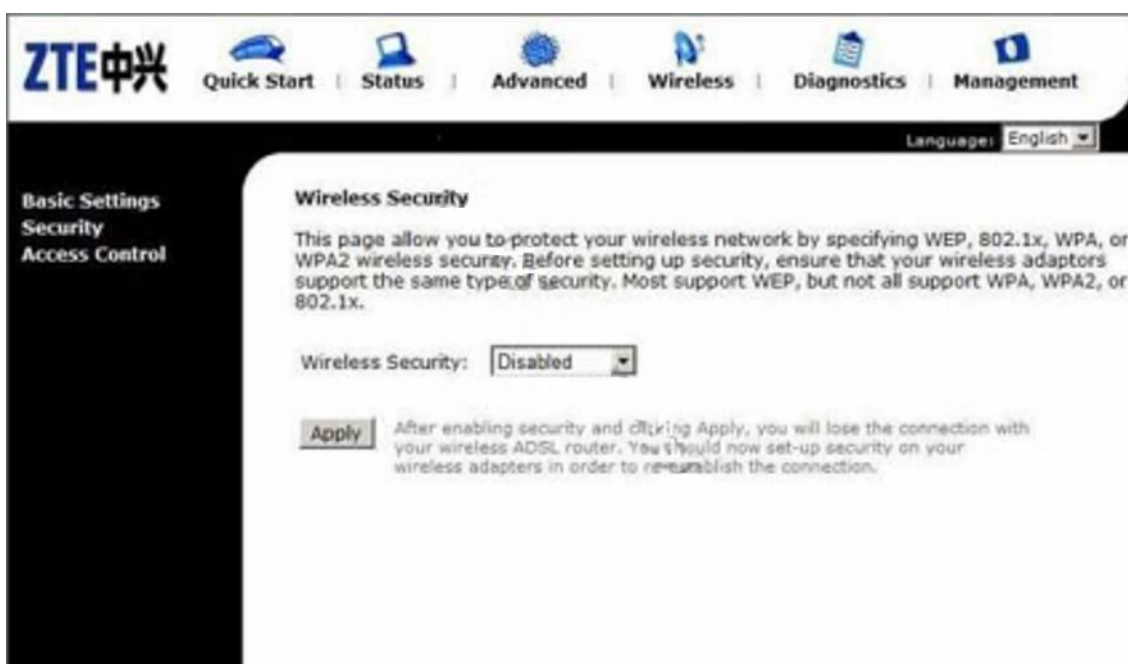 ZTE中兴
Quick Start | Status | Advanced | Wireless | Diagnostics | Management
Language: English
Basic Settings
Security
Access Control
Wireless Security
This page allow you to protect your wireless network by specifying WEP, 802.1x, WPA, or
WPA2 wireless security. Before setting up security, ensure that your wireless adaptors
support the same type of security. Most support WEP, but not all support WPA, WPA2, or
802.1x.
Wireless Security: Disabled
Apply
After enabling security and clicking Apply, you will lose the connection with
your wireless ADSL router. You should now set-up security on your
wireless adapters in order to the connection.